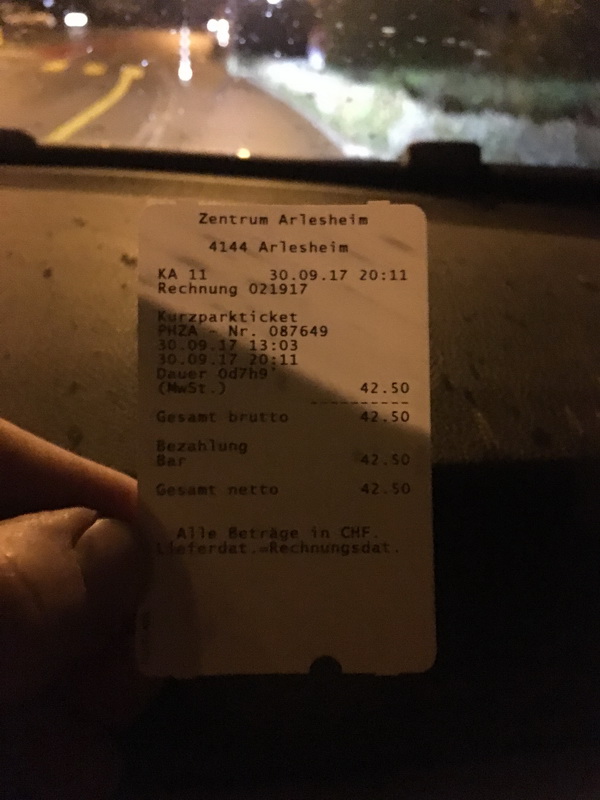 Zentrum Arlesheim
4144 Arlesheim
KA 11 30.09.17 20:11
Rechnung 021917
Kurzparkticket
PHZA - Nr. 087649
30.09.17 13:03
30.09.17 20:11
Dauer 0d7h9'
(MwSt.) 42.50
----------
Gesamt brutto 42.50
Bezahlung
Bar 42.50
Gesamt netto 42.50
Alle Beträge in CHF.
Lieferdat.=Rechnungsdat.